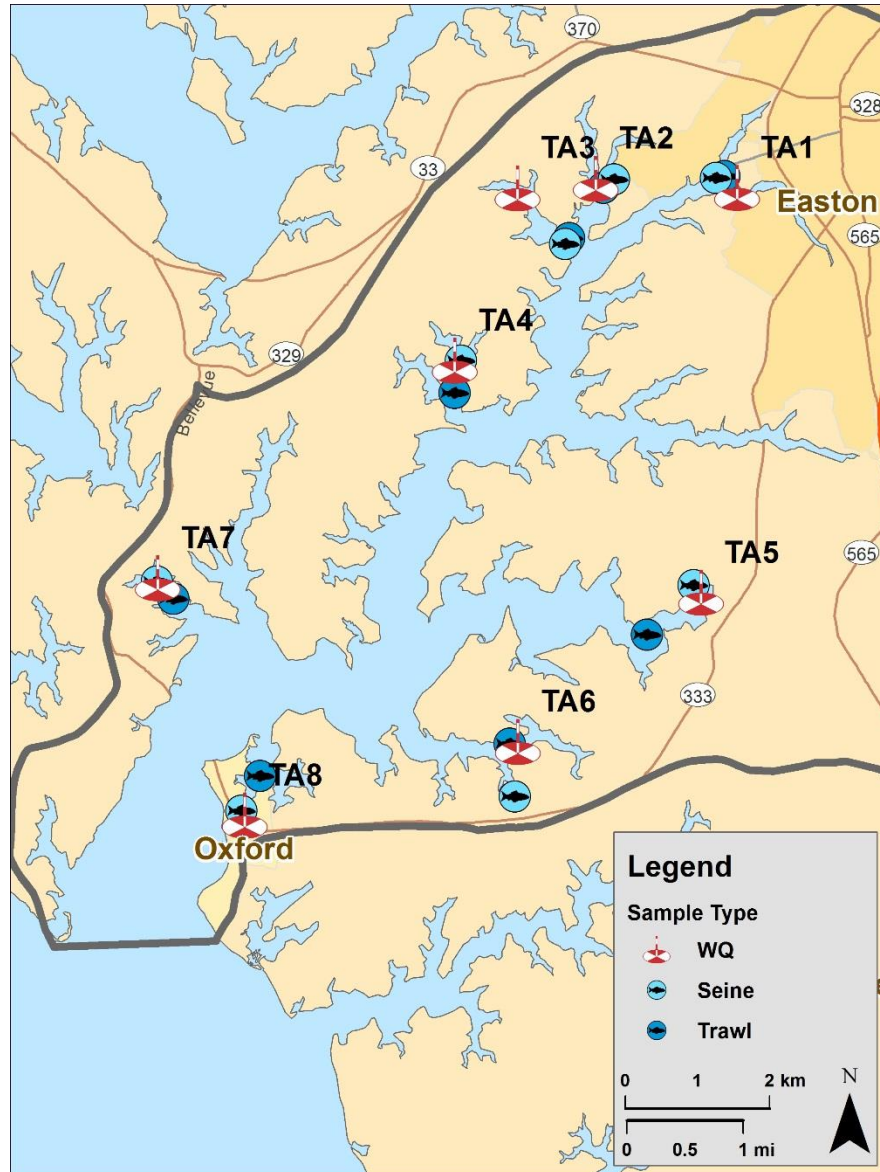 370
328
33
TA3
TA2
TA1
Easton
565
TA4
329
Bellevue
TA7
TA5
565
TA6
333
TA8
Oxford
Legend
Sample Type
WQ
Seine
Trawl
0 1 2 km
N
0 0.5 1 mi